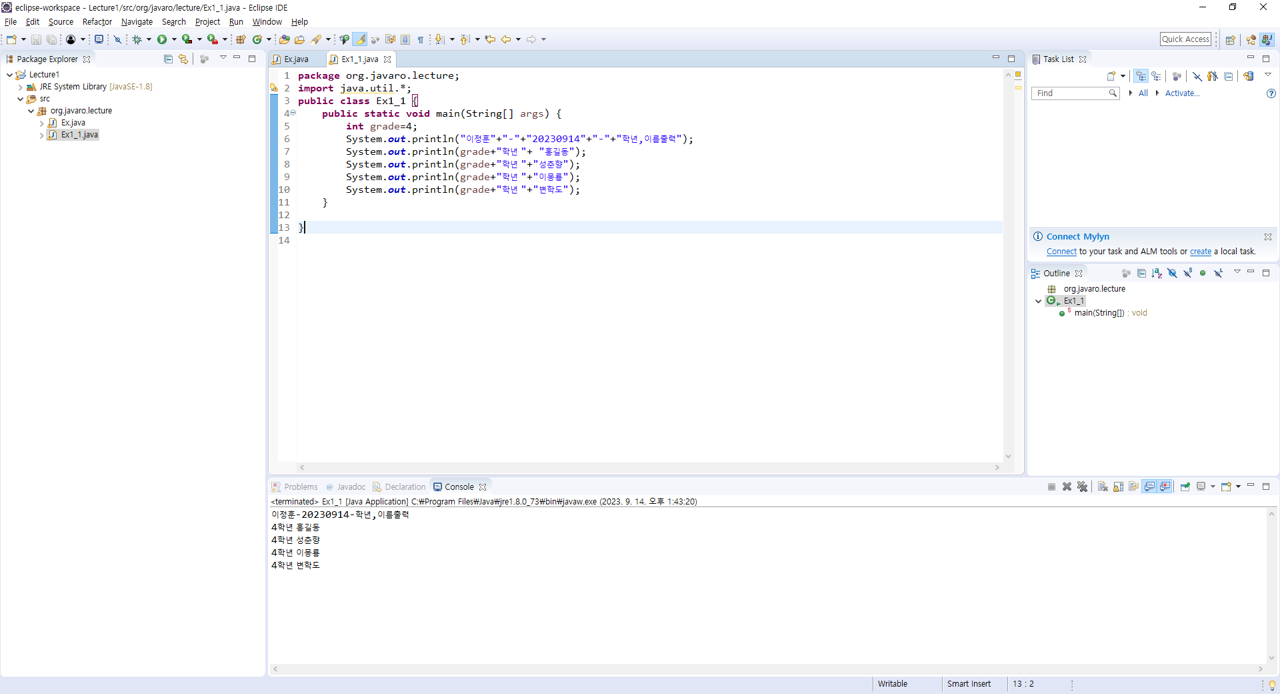 eclipse-workspace - Lecture1/src/org/javaro/lecture/Ex1_1.java - Eclipse IDE
File Edit Source Refactor Navigate Search Project Run Window Help
Quick Access
Package Explorer
Lecture1
JRE System Library [JavaSE-1.8]
src
org.javaro.lecture
Ex.java
Ex1_1.java
Ex.java Ex1_1.java
1 package org.javaro.lecture;
2 import java.util.*;
3 public class Ex1_1 {
4 public static void main(String[] args) {
5 int grade=4;
6 System.out.println("이정훈"+"-"+"20230914"+"-"+"학년,이름출력");
7 System.out.println(grade+"학년 "+ "홍길동");
8 System.out.println(grade+"학년 "+"성춘향");
9 System.out.println(grade+"학년 "+"이몽룡");
10 System.out.println(grade+"학년 "+"변학도");
11 }
12
13 }
14
Task List
Find All Activate...
Connect Mylyn
Connect to your task and ALM tools or create a local task.
Outline
org.javaro.lecture
Ex1_1
main(String[]) : void
Problems Javadoc Declaration Console
<terminated> Ex1_1 [Java Application] C:₩Program Files₩Java₩jre1.8.0_73₩bin₩javaw.exe (2023. 9. 14. 오후 1:43:20)
이정훈-20230914-학년,이름출력
4학년 홍길동
4학년 성춘향
4학년 이몽룡
4학년 변학도
Writable Smart Insert 13 : 2